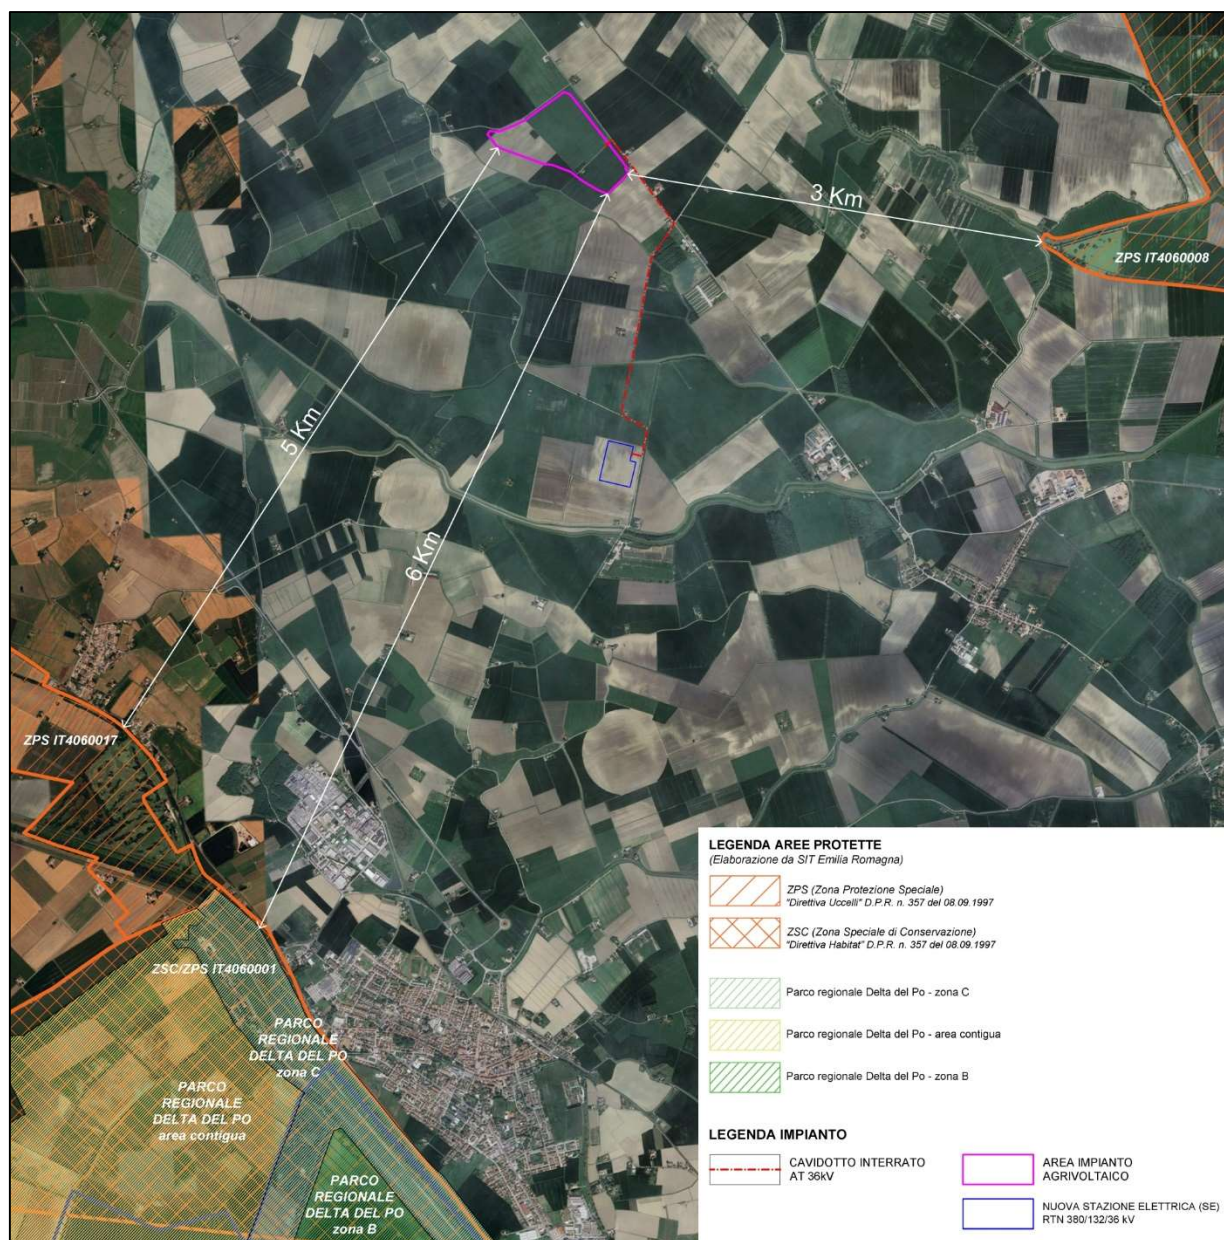 3 Km
ZPS IT4060008
5 Km
6 Km
ZPS IT4060017
ZSC/ZPS IT4060001
PARCO
REGIONALE
DELTA DEL PO
zona C
PARCO
REGIONALE
DELTA DEL PO
area contigua
PARCO
REGIONALE
DELTA DEL PO
zona B
LEGENDA AREE PROTETTE
(Elaborazione da SIT Emilia Romagna)
ZPS (Zona Protezione Speciale)
"Direttiva Uccelli" D.P.R. n. 357 del 08.09.1997
ZSC (Zona Speciale di Conservazione)
"Direttiva Habitat" D.P.R. n. 357 del 08.09.1997
Parco regionale Delta del Po - zona C
Parco regionale Delta del Po - area contigua
Parco regionale Delta del Po - zona B
LEGENDA IMPIANTO
CAVIDOTTO INTERRATO
AT 36kV
AREA IMPIANTO
AGRIVOLTAICO
NUOVA STAZIONE ELETTRICA (SE)
RTN 380/132/36 kV